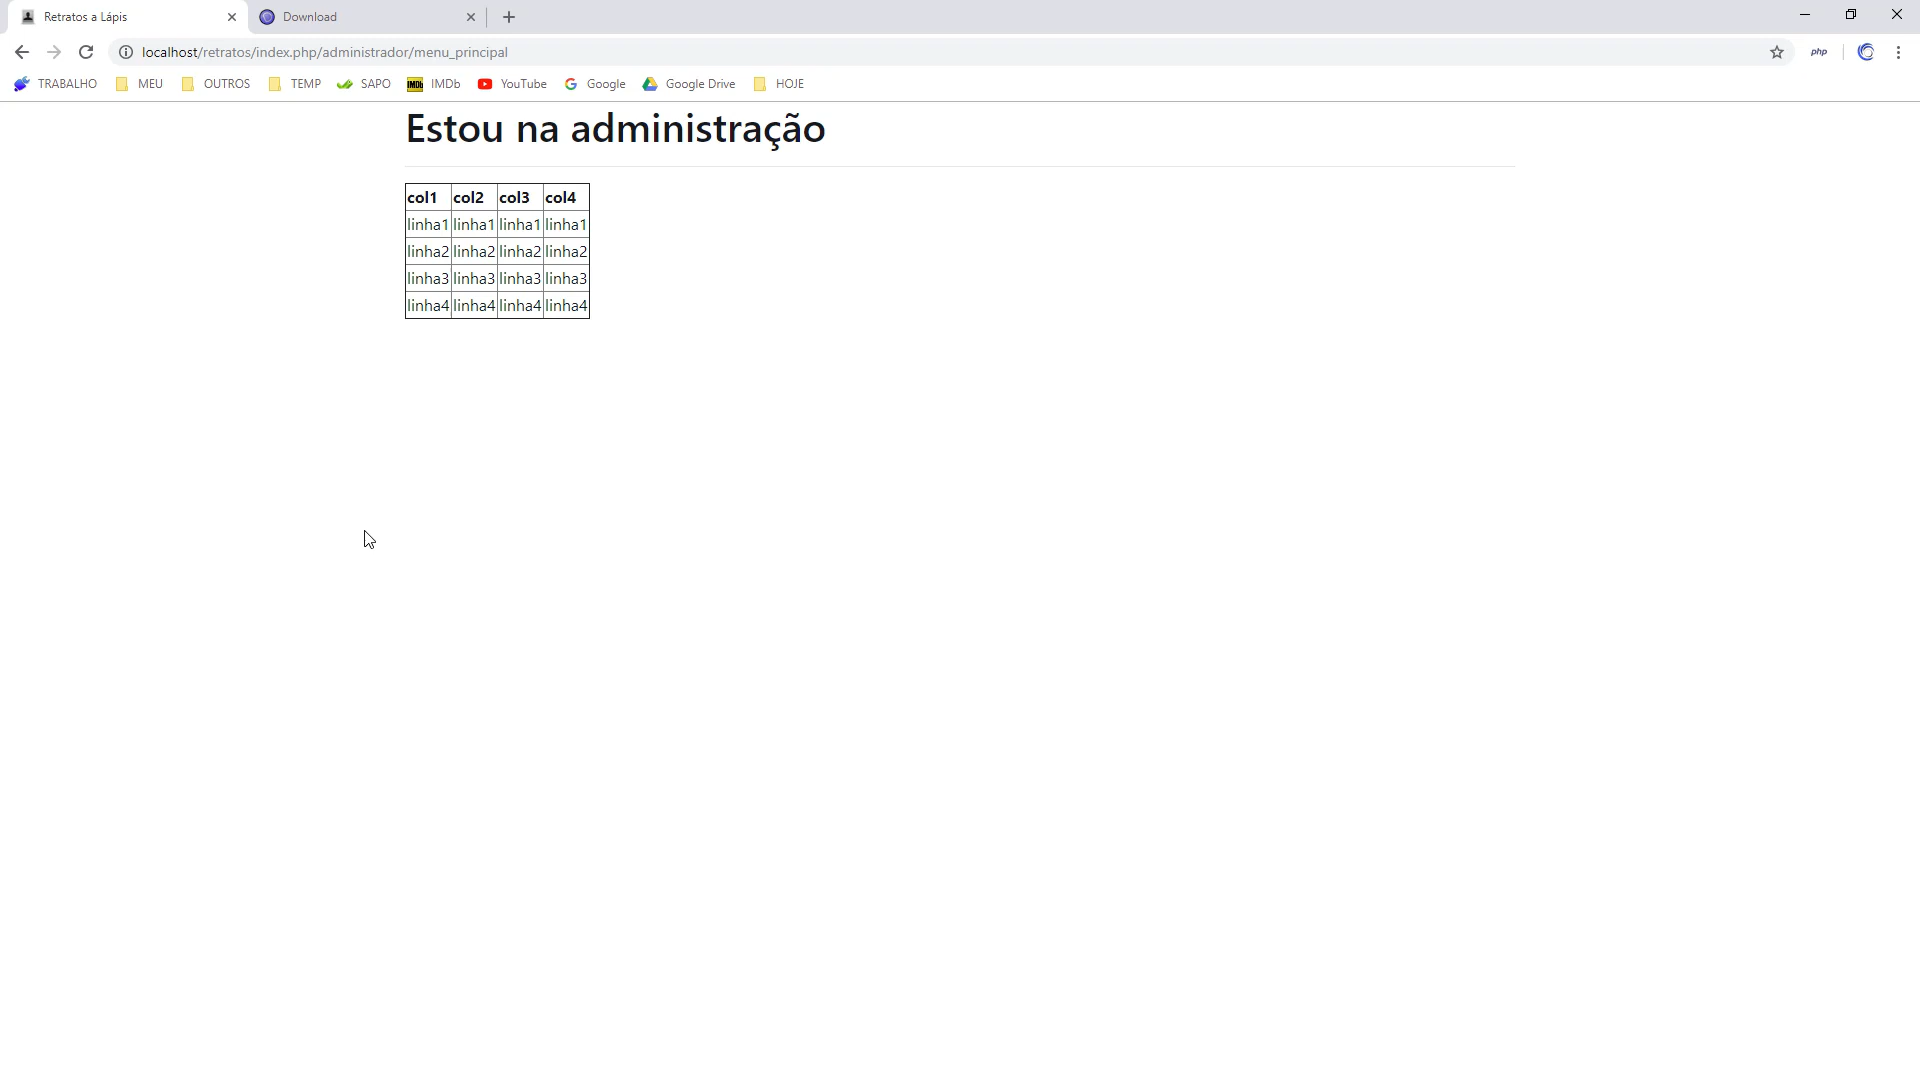 Retratos a Lápis
Download
localhost/retratos/index.php/administrador/menu_principal
php
TRABALHO MEU OUTROS TEMP SAPO IMDb IMDb YouTube Google Google Drive HOJE
Estou na administração
col1 col2 col3 col4
linha1 linha1 linha1 linha1
linha2 linha2 linha2 linha2
linha3 linha3 linha3 linha3
linha4 linha4 linha4 linha4